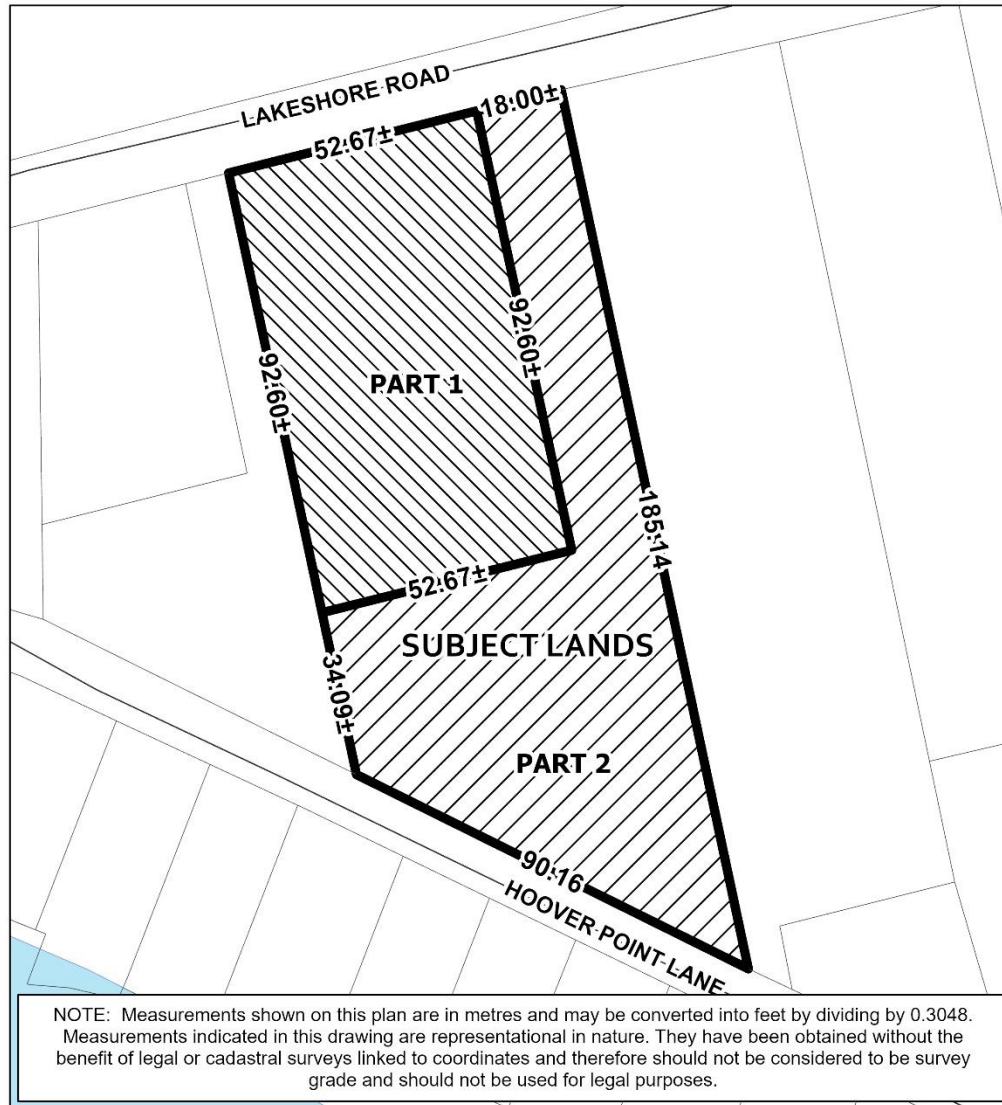 LAKESHORE ROAD
18.00±
52.67±
92.60±
92.60±
PART 1
185.14
52.67±
SUBJECT LANDS
34.09±
PART 2
90.16
HOOVER POINT LANE
NOTE: Measurements shown on this plan are in metres and may be converted into feet by dividing by 0.3048.
Measurements indicated in this drawing are representational in nature. They have been obtained without the
benefit of legal or cadastral surveys linked to coordinates and therefore should not be considered to be survey
grade and should not be used for legal purposes.